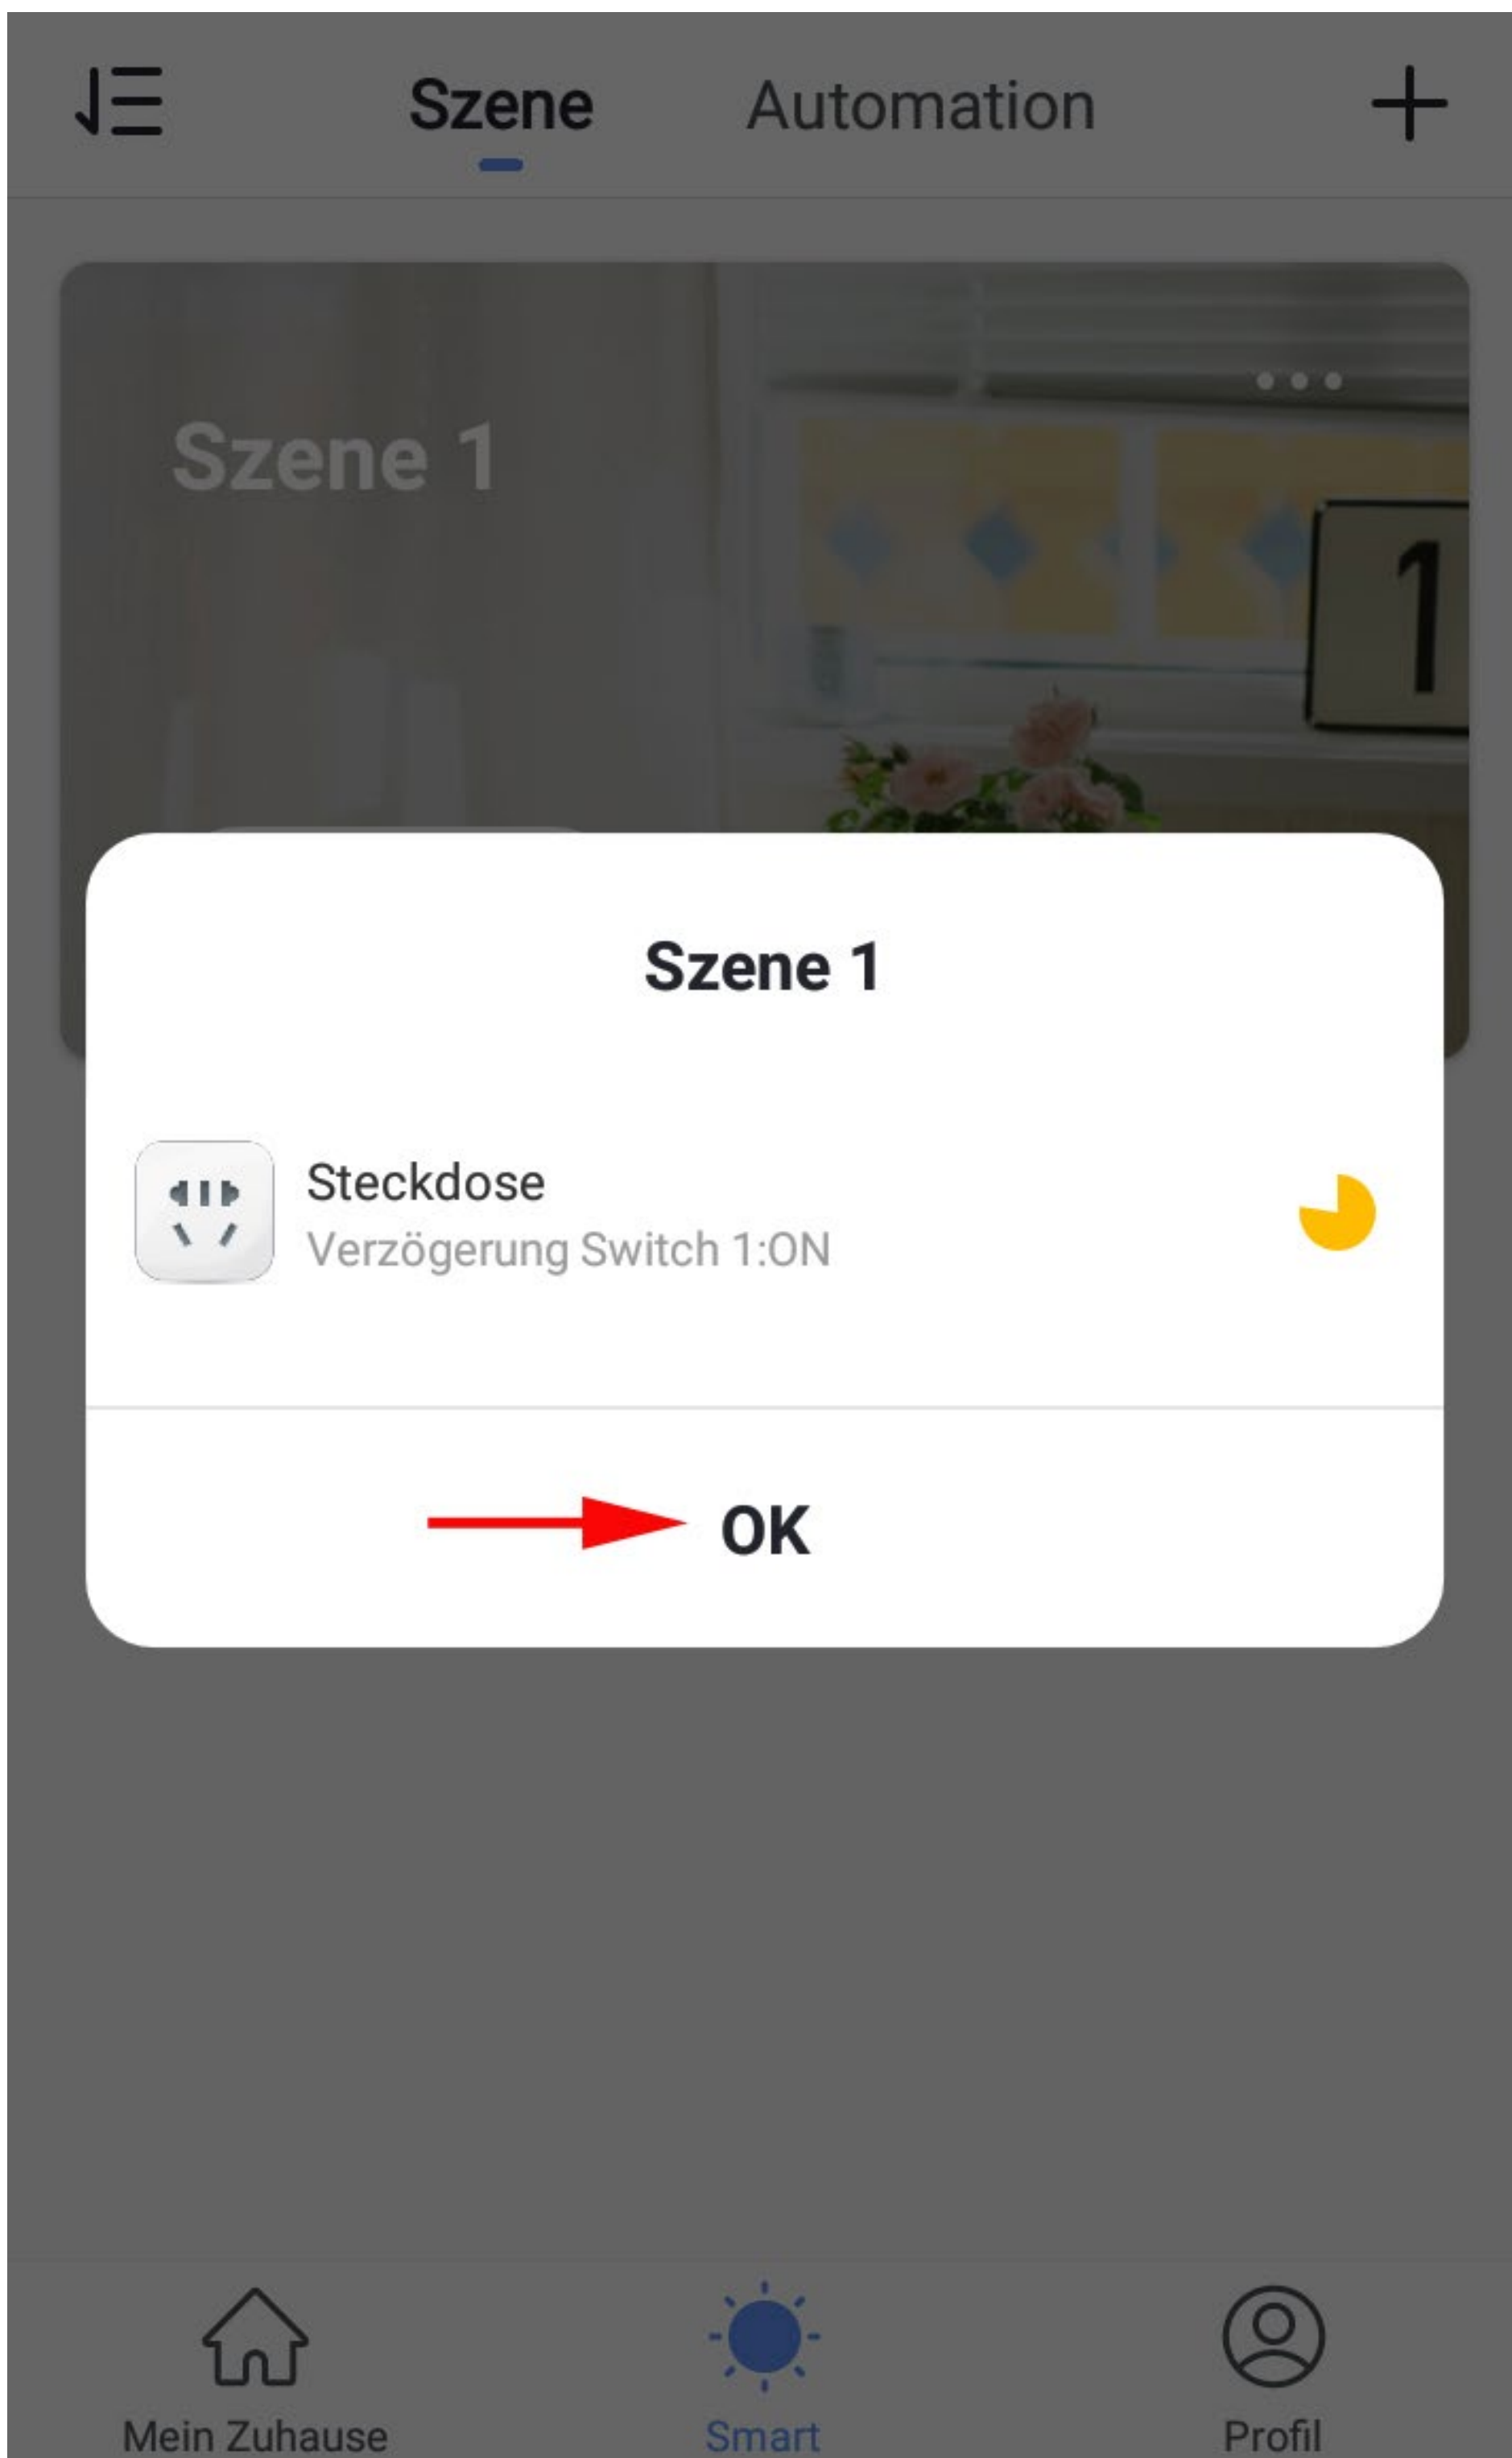 Szene Automation
Szene 1
1
Szene 1
Steckdose
Verzögerung Switch 1:ON
OK
Mein Zuhause Smart Profil